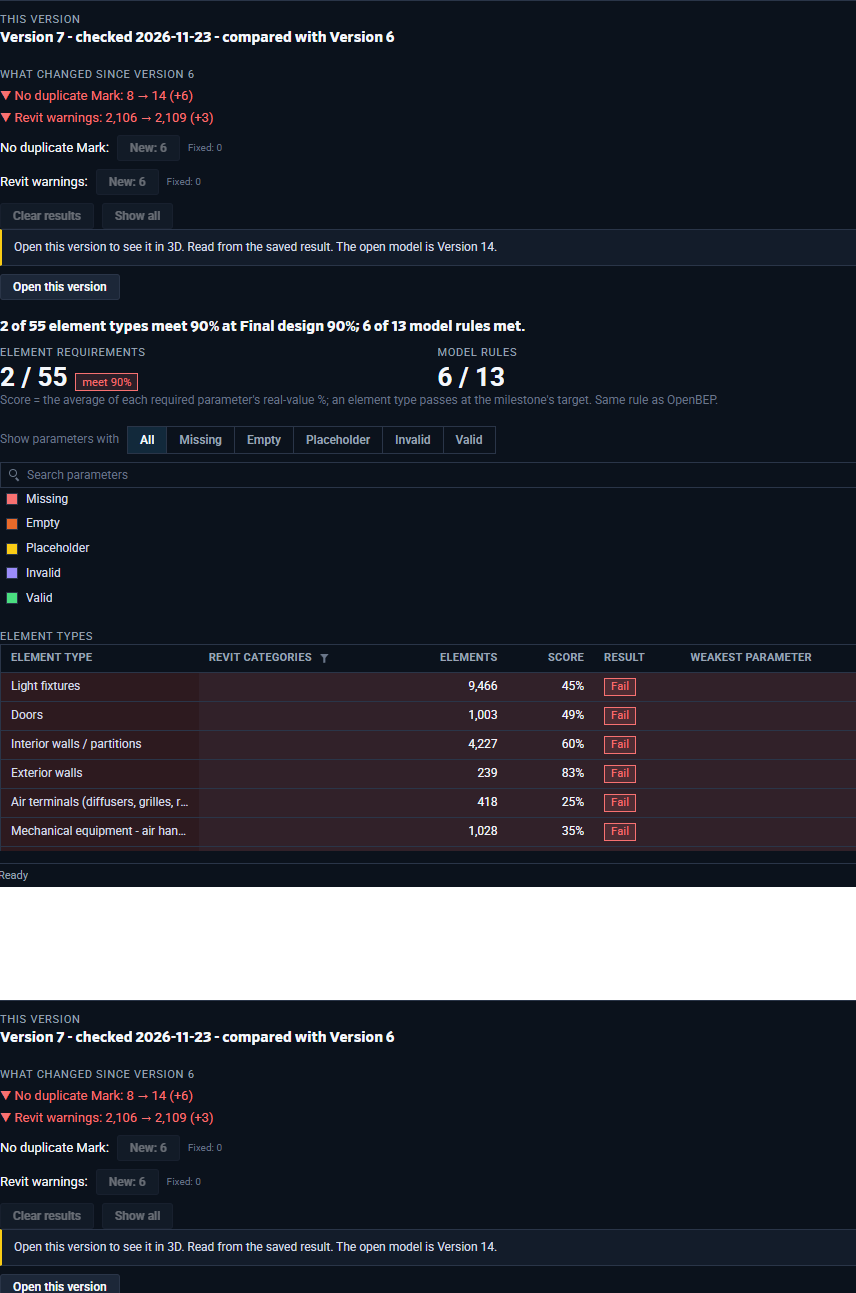 THIS VERSION
Version 7 - checked 2026-11-23 - compared with Version 6
WHAT CHANGED SINCE VERSION 6
▼ No duplicate Mark: 8 → 14 (+6)
▼ Revit warnings: 2,106 → 2,109 (+3)
No duplicate Mark: New: 6 Fixed: 0
Revit warnings: New: 6 Fixed: 0
Clear results Show all
Open this version to see it in 3D. Read from the saved result. The open model is Version 14.
Open this version
2 of 55 element types meet 90% at Final design 90%; 6 of 13 model rules met.
ELEMENT REQUIREMENTS MODEL RULES
2 / 55 meet 90% 6 / 13
Score = the average of each required parameter's real-value %; an element type passes at the milestone's target. Same rule as OpenBEP.
Show parameters with All Missing Empty Placeholder Invalid Valid
Search parameters
Missing
Empty
Placeholder
Invalid
Valid
ELEMENT TYPES
ELEMENT TYPE REVIT CATEGORIES ELEMENTS SCORE RESULT WEAKEST PARAMETER
Light fixtures 9,466 45% Fail
Doors 1,003 49% Fail
Interior walls / partitions 4,227 60% Fail
Exterior walls 239 83% Fail
Air terminals (diffusers, grilles, r... 418 25% Fail
Mechanical equipment - air han... 1,028 35% Fail
Ready
THIS VERSION
Version 7 - checked 2026-11-23 - compared with Version 6
WHAT CHANGED SINCE VERSION 6
▼ No duplicate Mark: 8 → 14 (+6)
▼ Revit warnings: 2,106 → 2,109 (+3)
No duplicate Mark: New: 6 Fixed: 0
Revit warnings: New: 6 Fixed: 0
Clear results Show all
Open this version to see it in 3D. Read from the saved result. The open model is Version 14.
Open this version